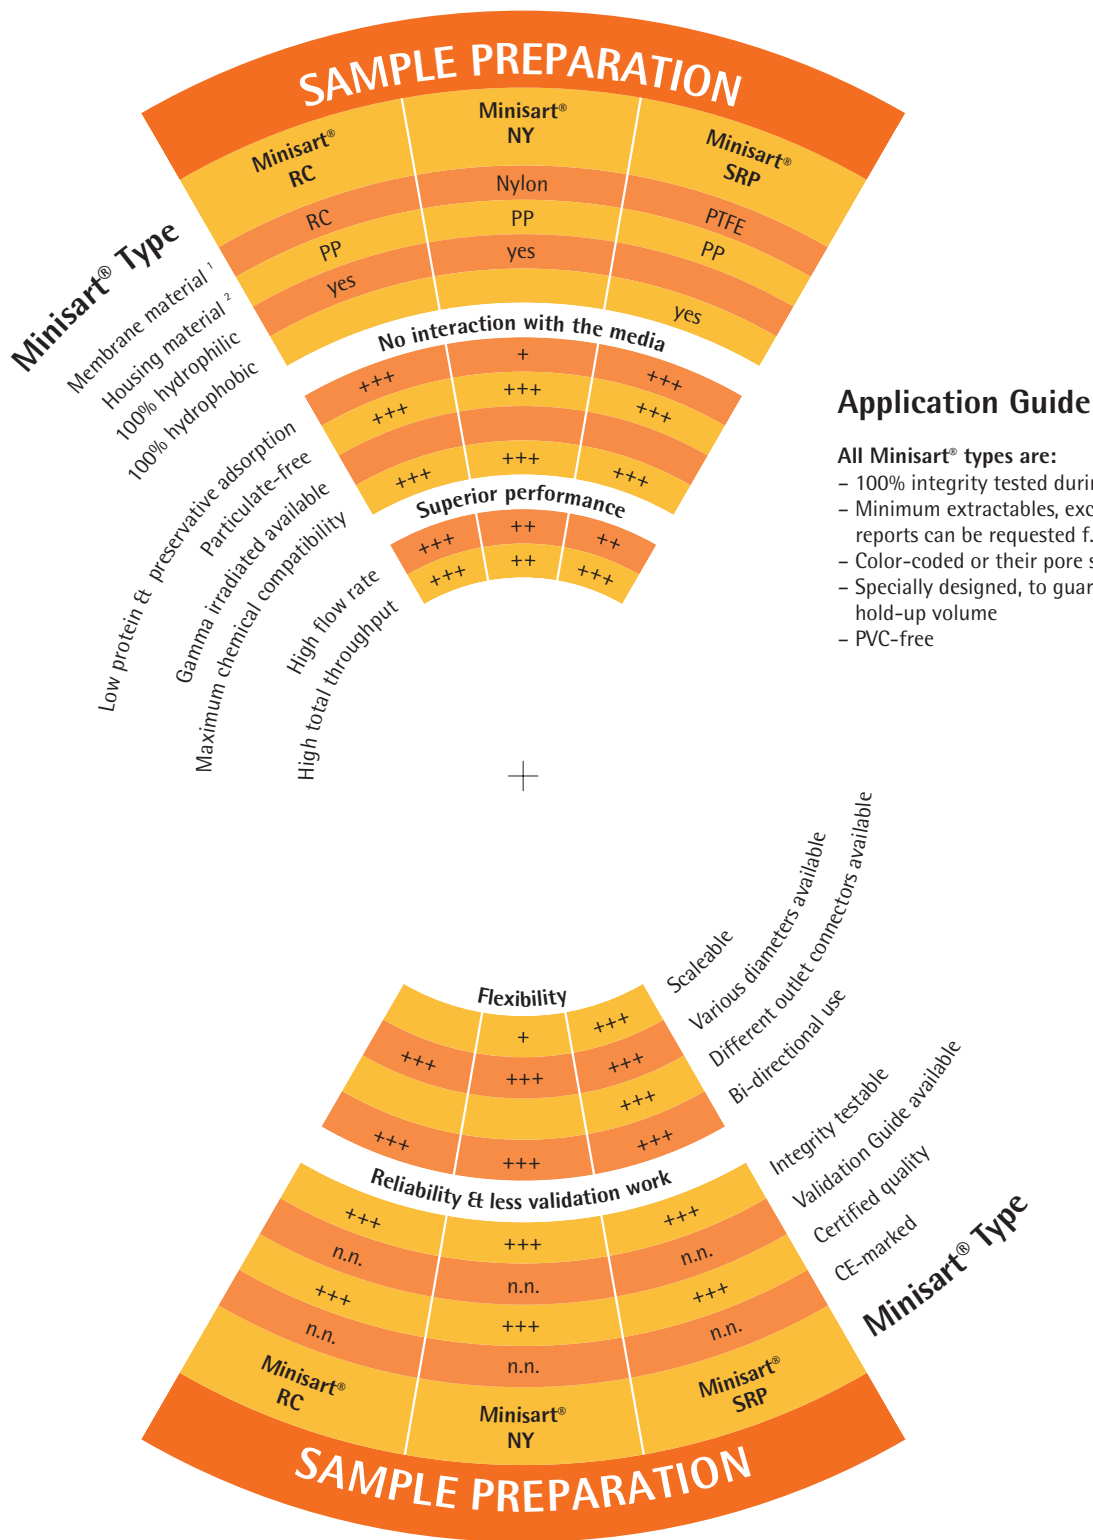 SAMPLE PREPARATION
Minisart® RC
Minisart® NY
Minisart® SRP
Minisart® Type
Membrane material ¹
RC
Nylon
PTFE
Housing material ²
PP
PP
PP
100% hydrophilic
yes
yes
100% hydrophobic
yes
No interaction with the media
Low protein & preservative adsorption
+++
+
+++
Particulate-free
+++
+++
+++
Gamma irradiated available
Maximum chemical compatibility
+++
+++
+++
Superior performance
High flow rate
+++
++
++
High total throughput
+++
++
+++
Application Guide
All Minisart® types are:
– 100% integrity tested durin
– Minimum extractables, exc
reports can be requested f.
– Color-coded or their pore s
– Specially designed, to guar
hold-up volume
– PVC-free
Flexibility
Scaleable
+
+++
Various diameters available
+++
+++
+++
Different outlet connectors available
+++
Bi-directional use
+++
+++
+++
Reliability & less validation work
Integrity testable
+++
+++
+++
Validation Guide available
n.n.
n.n.
n.n.
Certified quality
+++
+++
+++
CE-marked
n.n.
n.n.
n.n.
Minisart® Type
Minisart® RC
Minisart® NY
Minisart® SRP
SAMPLE PREPARATION